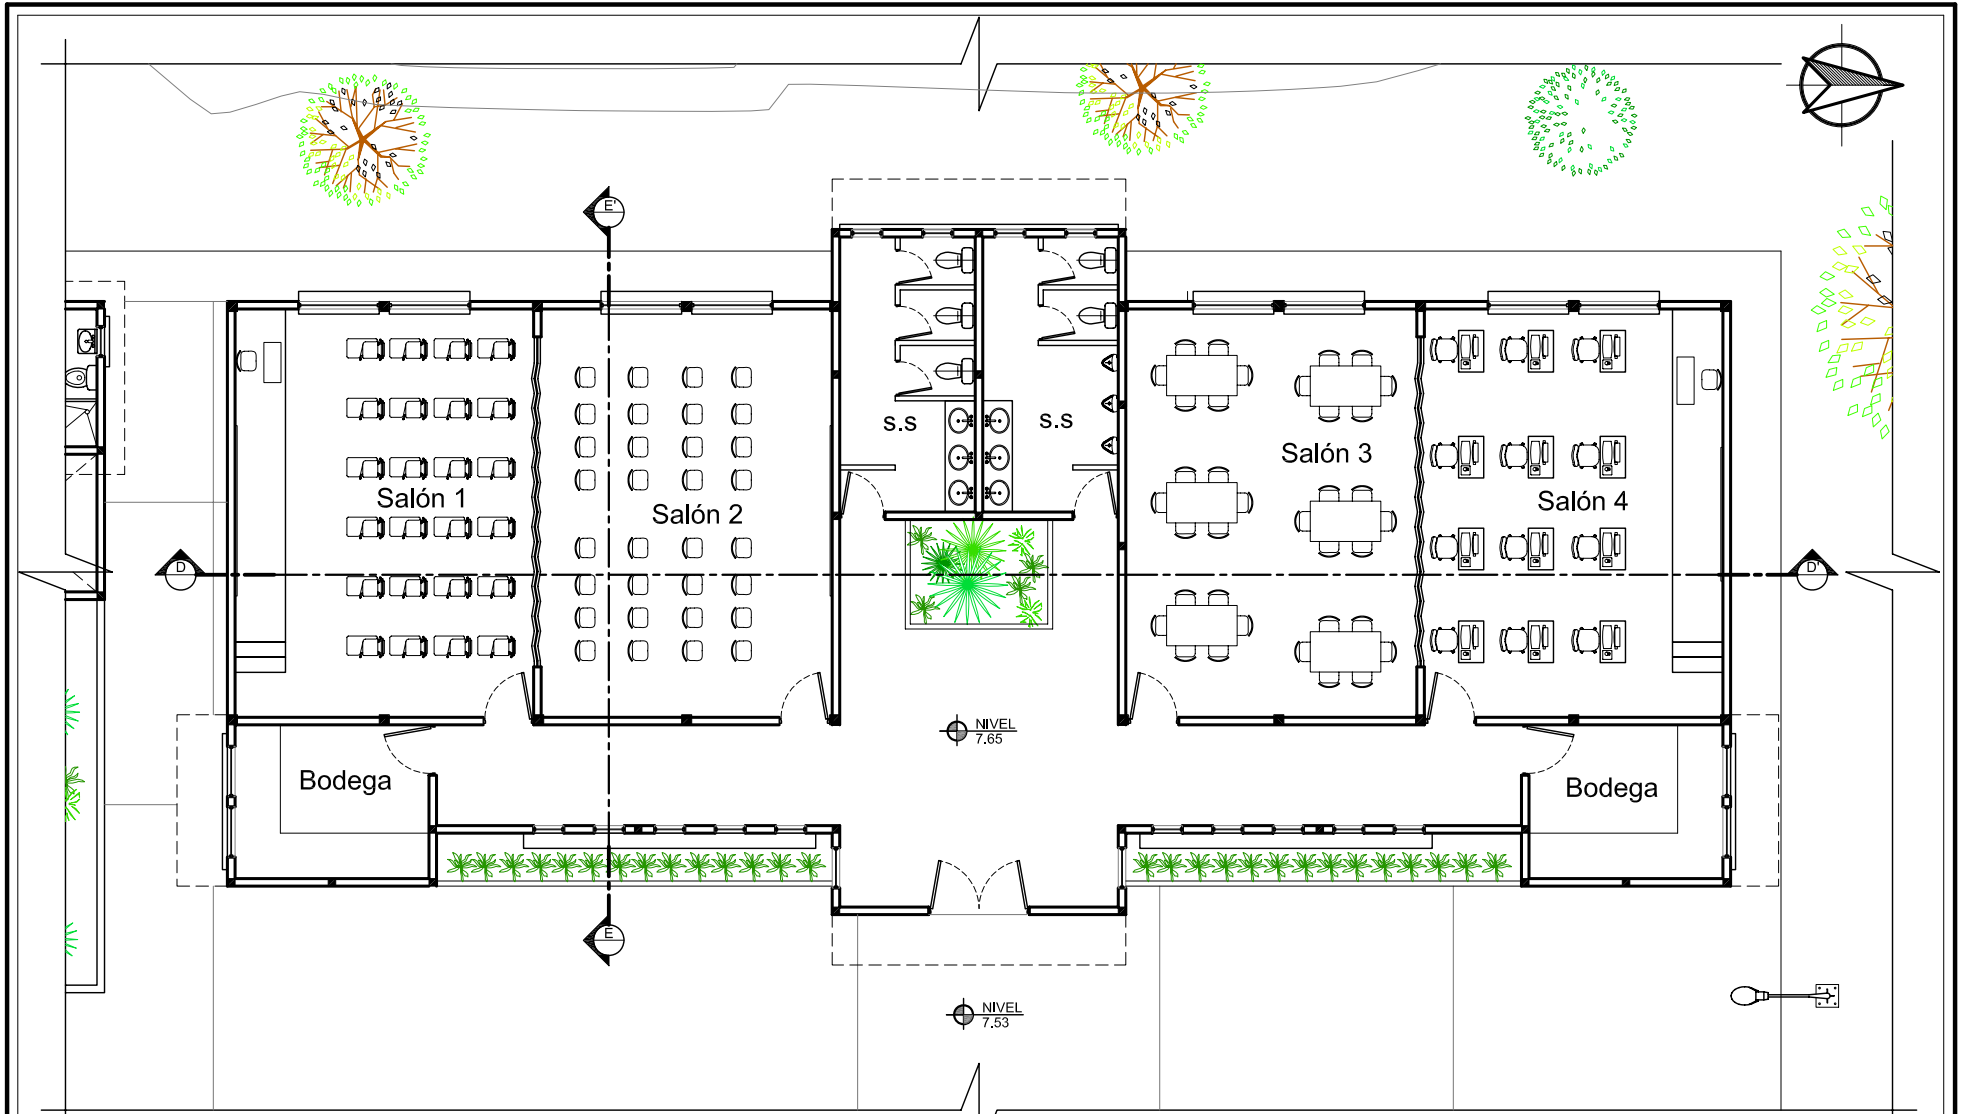 E'
s.s
s.s
Salón 3
Salón 1
Salón 2
Salón 4
D
D'
NIVEL
7.65
Bodega
Bodega
E
NIVEL
7.53